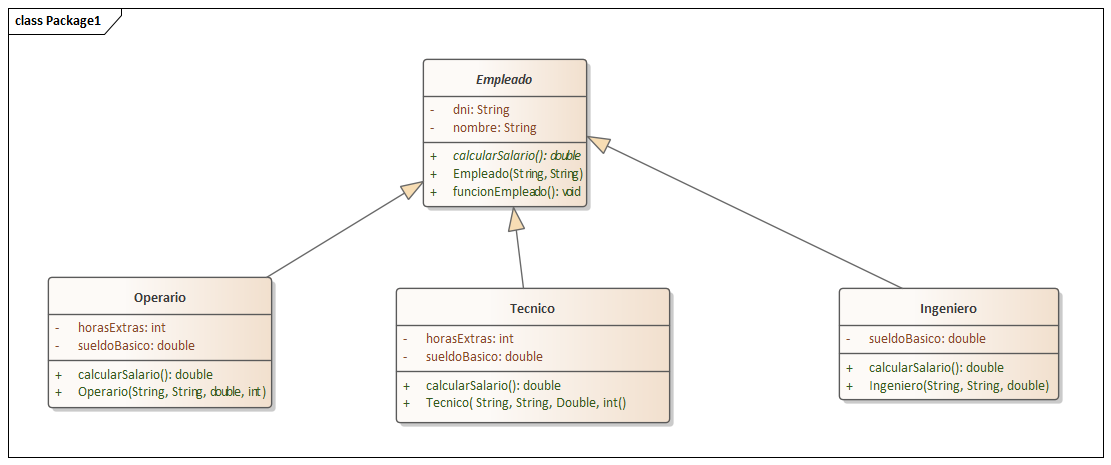 class Package1
Empleado
- dni: String
- nombre: String
+ calcularSalario(): double
+ Empleado(String, String)
+ funcionEmpleado(): void
Operario
- horasExtras: int
- sueldoBasico: double
+ calcularSalario(): double
+ Operario(String, String, double, int)
Tecnico
- horasExtras: int
- sueldoBasico: double
+ calcularSalario(): double
+ Tecnico( String, String, Double, int()
Ingeniero
- sueldoBasico: double
+ calcularSalario(): double
+ Ingeniero(String, String, double)